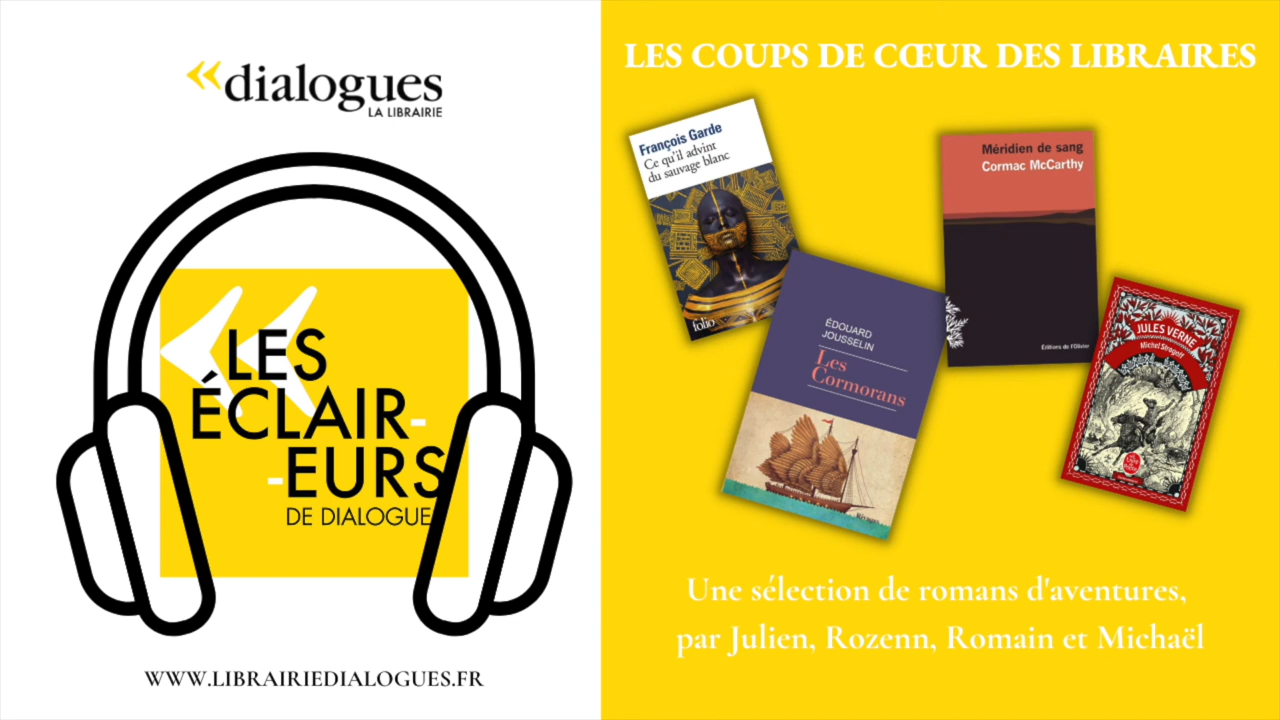 dialogues
LA LIBRAIRIE
LES
ÉCLAIR-
-EURS
DE DIALOGUE
WWW.LIBRAIRIEDIALOGUES.FR
LES COUPS DE CŒUR DES LIBRAIRES
François Garde
Ce qu'il advint
du sauvage blanc
folio
ÉDOUARD
JOUSSELIN
Les
Cormorans
Rivages
Méridien de sang
Cormac McCarthy
Éditions de l'Olivier
JULES VERNE
Michel Strogoff
Une sélection de romans d'aventures,
par Julien, Rozenn, Romain et Michaël